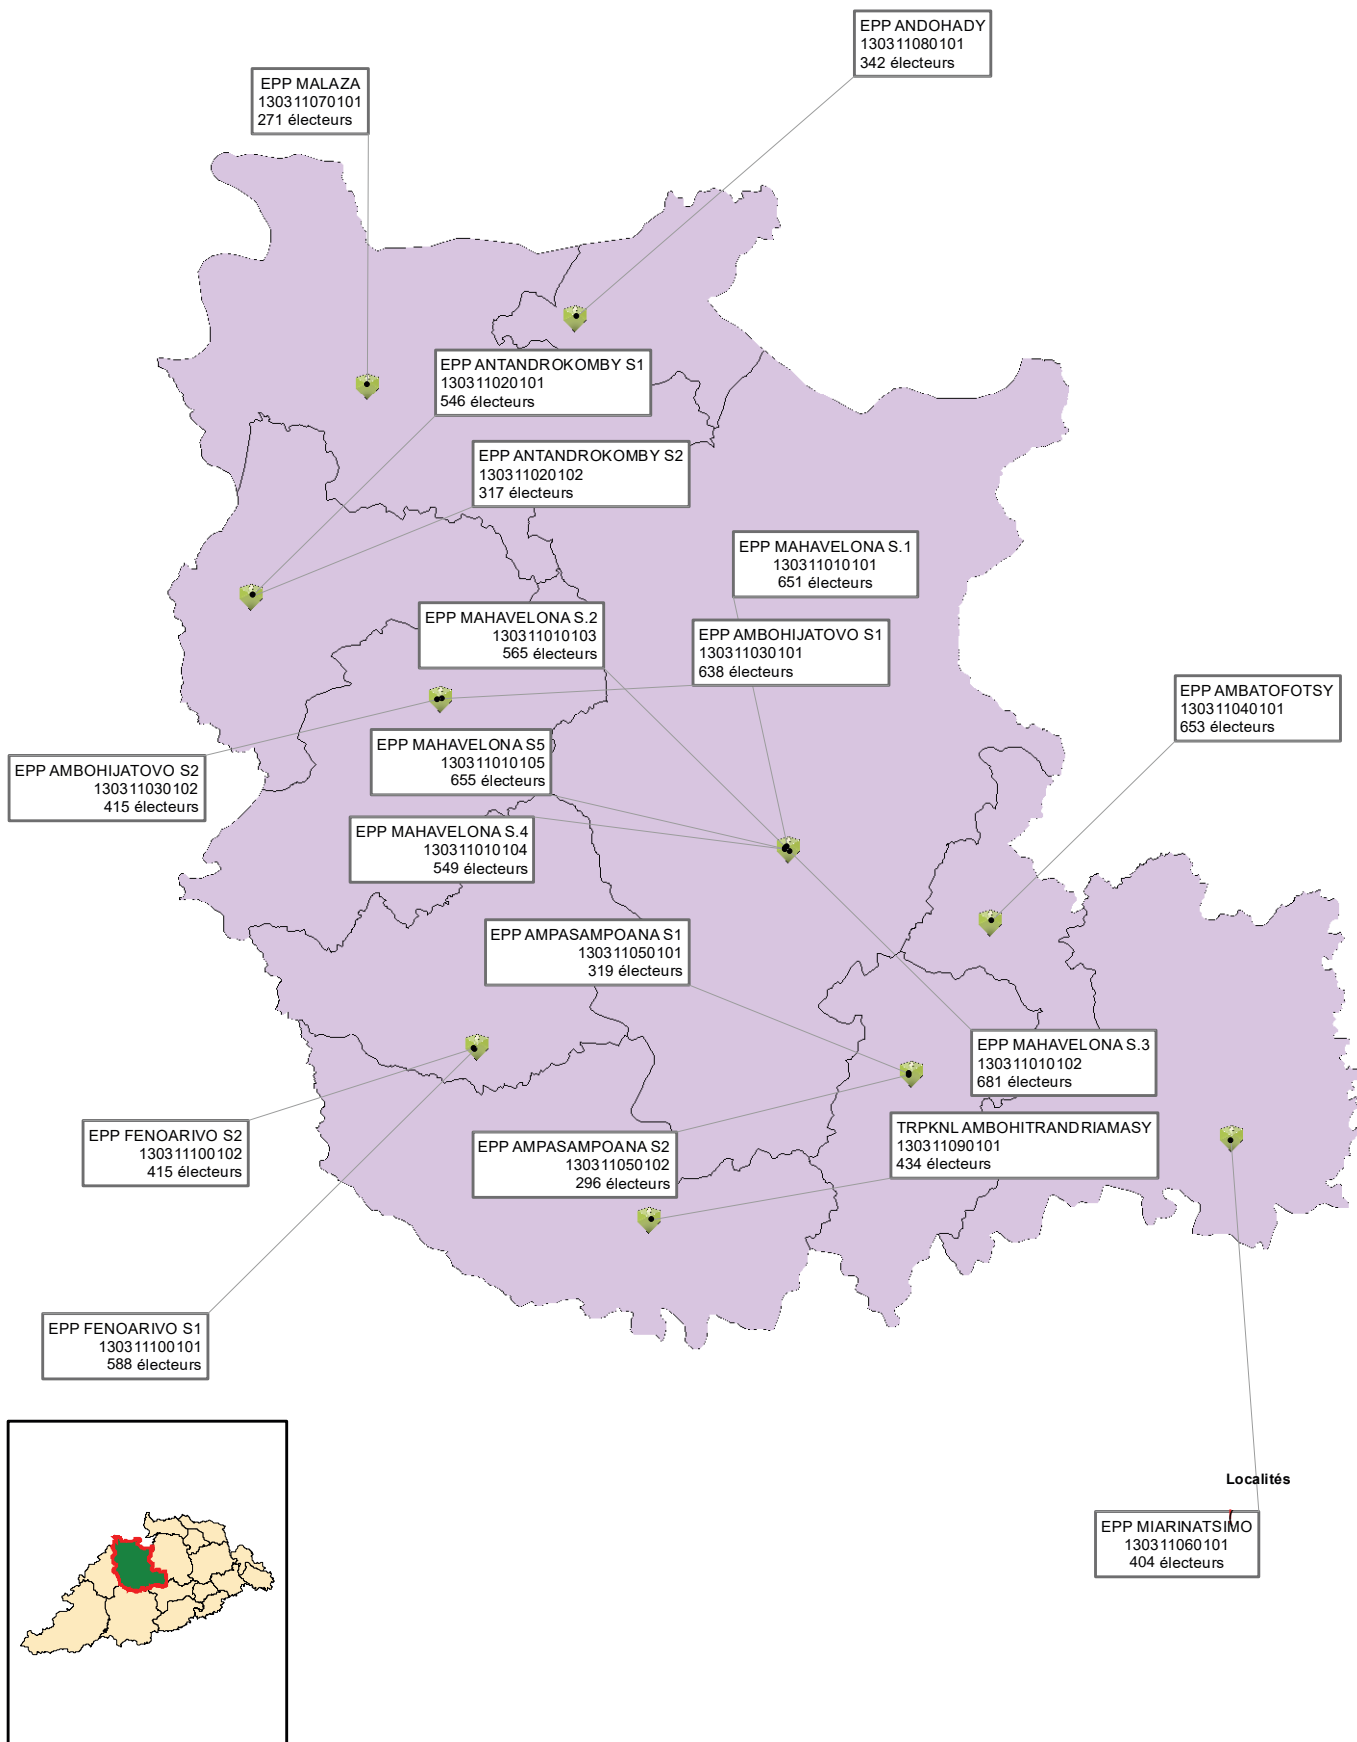 EPP ANDOHADY
130311080101
342 électeurs
EPP MALAZA
130311070101
271 électeurs
EPP ANTANDROKOMBY S1
130311020101
546 électeurs
EPP ANTANDROKOMBY S2
130311020102
317 électeurs
EPP MAHAVELONA S.1
130311010101
651 électeurs
EPP MAHAVELONA S.2
130311010103
565 électeurs
EPP AMBOHIJATOVO S1
130311030101
638 électeurs
EPP AMBATOFOTSY
130311040101
653 électeurs
EPP MAHAVELONA S5
130311010105
655 électeurs
EPP AMBOHIJATOVO S2
130311030102
415 électeurs
EPP MAHAVELONA S.4
130311010104
549 électeurs
EPP AMPASAMPOANA S1
130311050101
319 électeurs
EPP MAHAVELONA S.3
130311010102
681 électeurs
EPP FENOARIVO S2
130311100102
415 électeurs
EPP AMPASAMPOANA S2
130311050102
296 électeurs
TRPKNL AMBOHITRANDRIAMASY
130311090101
434 électeurs
EPP FENOARIVO S1
130311100101
588 électeurs
Localités
EPP MIARINATSIMO
130311060101
404 électeurs